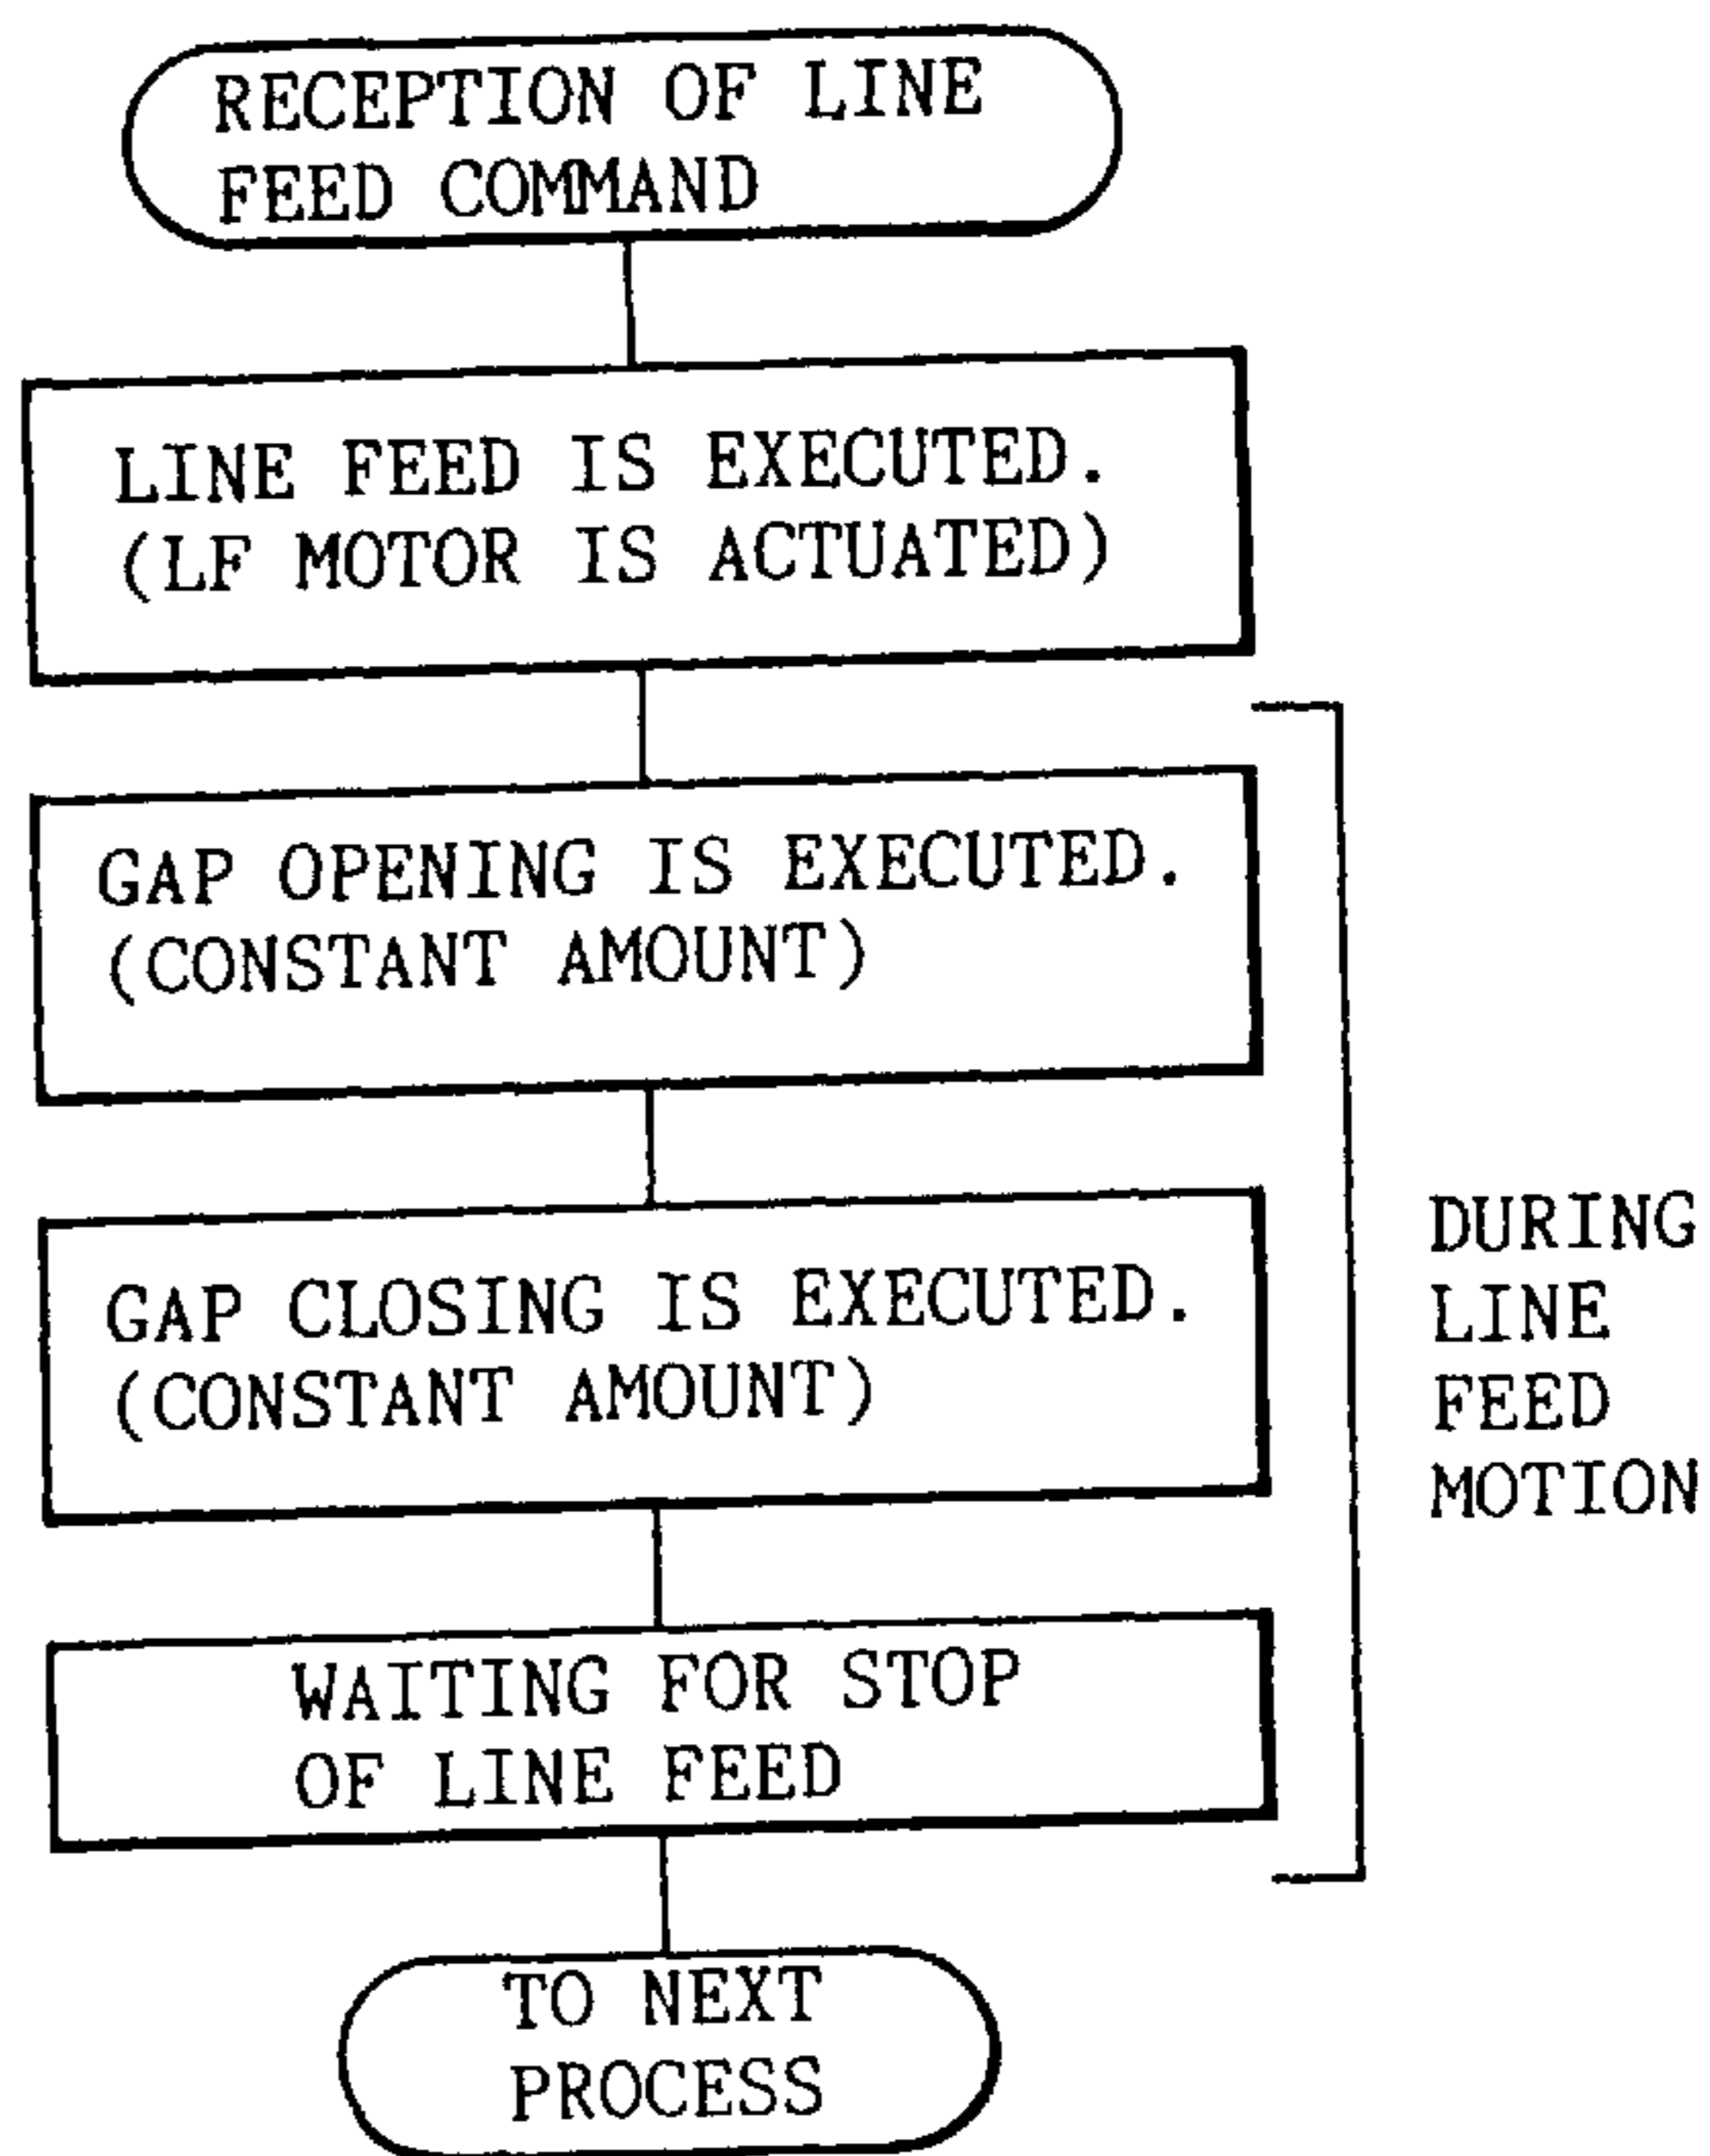 RECEPTION OF LINE
FEED COMMAND
LINE FEED IS EXECUTED.
(LF MOTOR IS ACTUATED)
GAP OPENING IS EXECUTED.
(CONSTANT AMOUNT)
GAP CLOSING IS EXECUTED.
(CONSTANT AMOUNT)
WAITING FOR STOP
OF LINE FEED
TO NEXT
PROCESS
DURING
LINE
FEED
MOTION